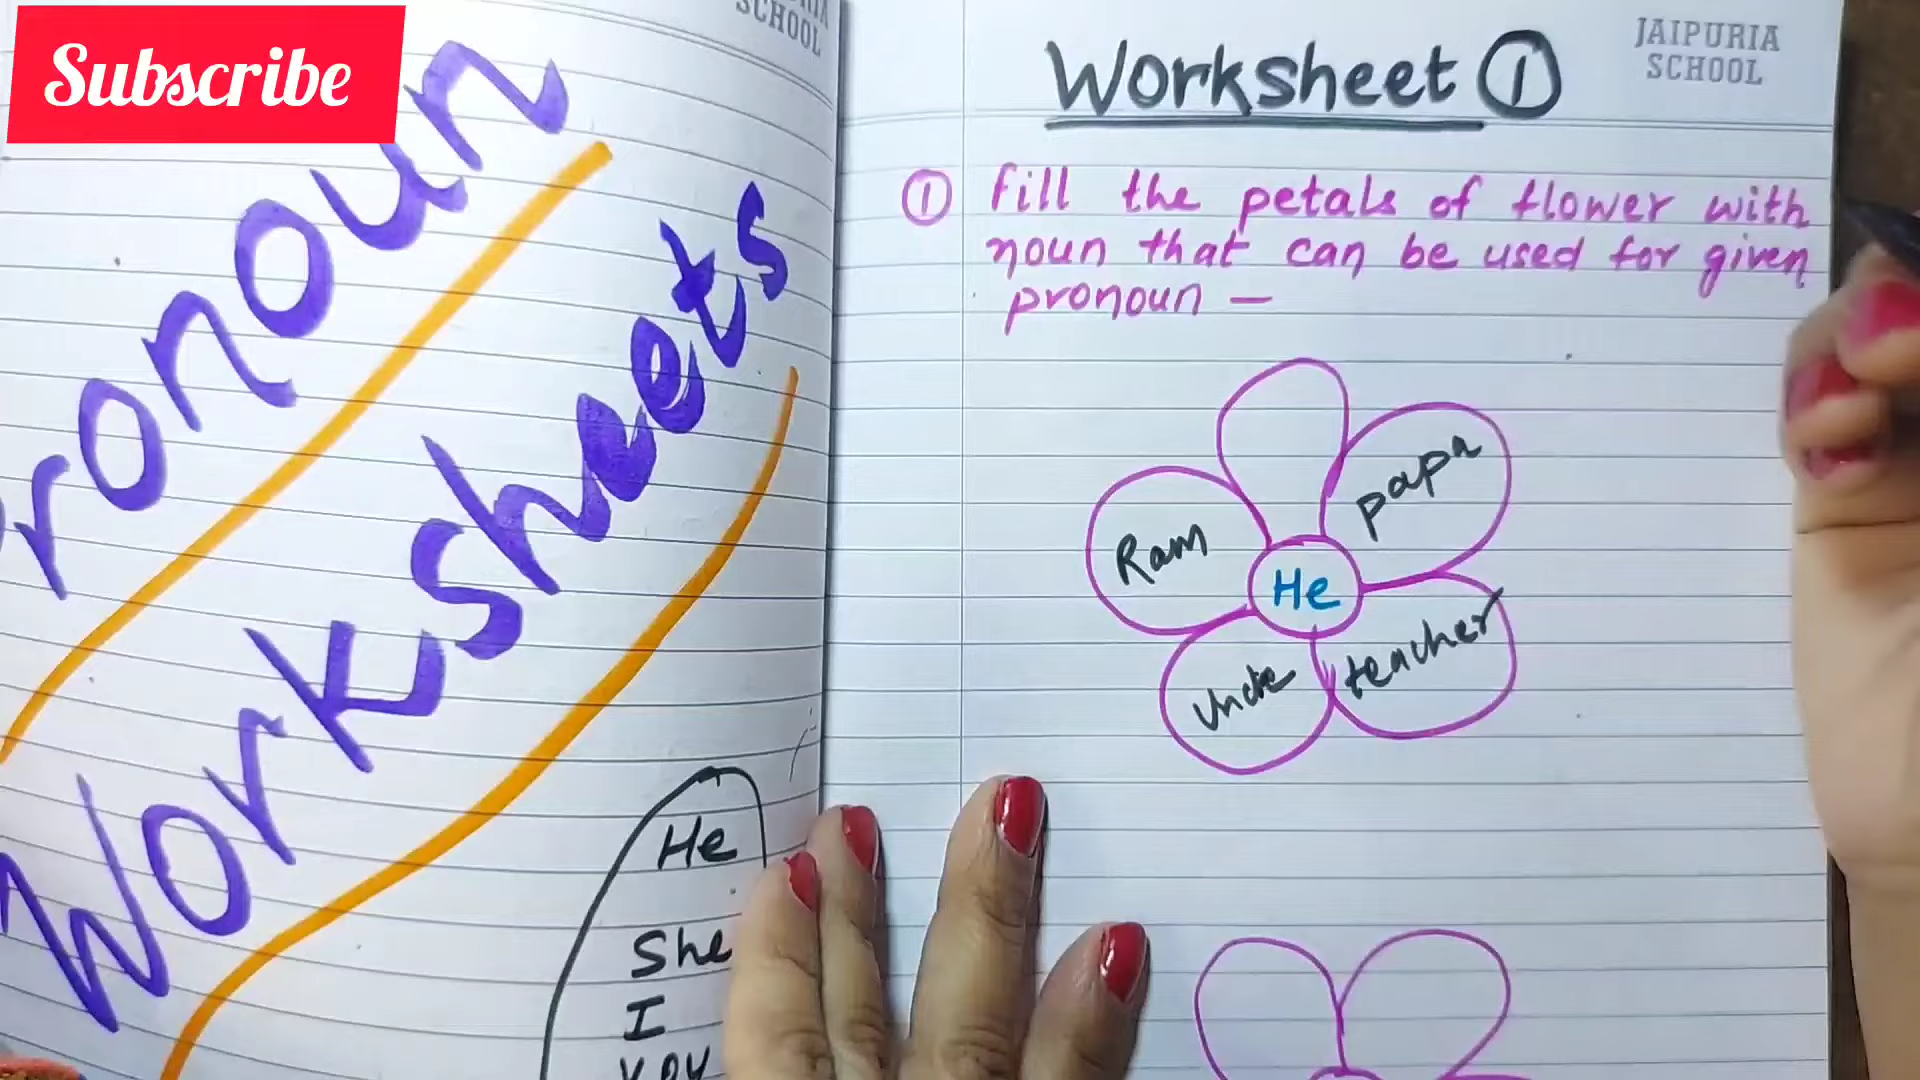 Subscribe
SCHOOL
ronoun
Worksheets
He
She
I
You
JAIPURIA
SCHOOL
Worksheet ①
① Fill the petals of flower with
noun that can be used for given
pronoun —
papa
Ram
He
teacher
Uncle